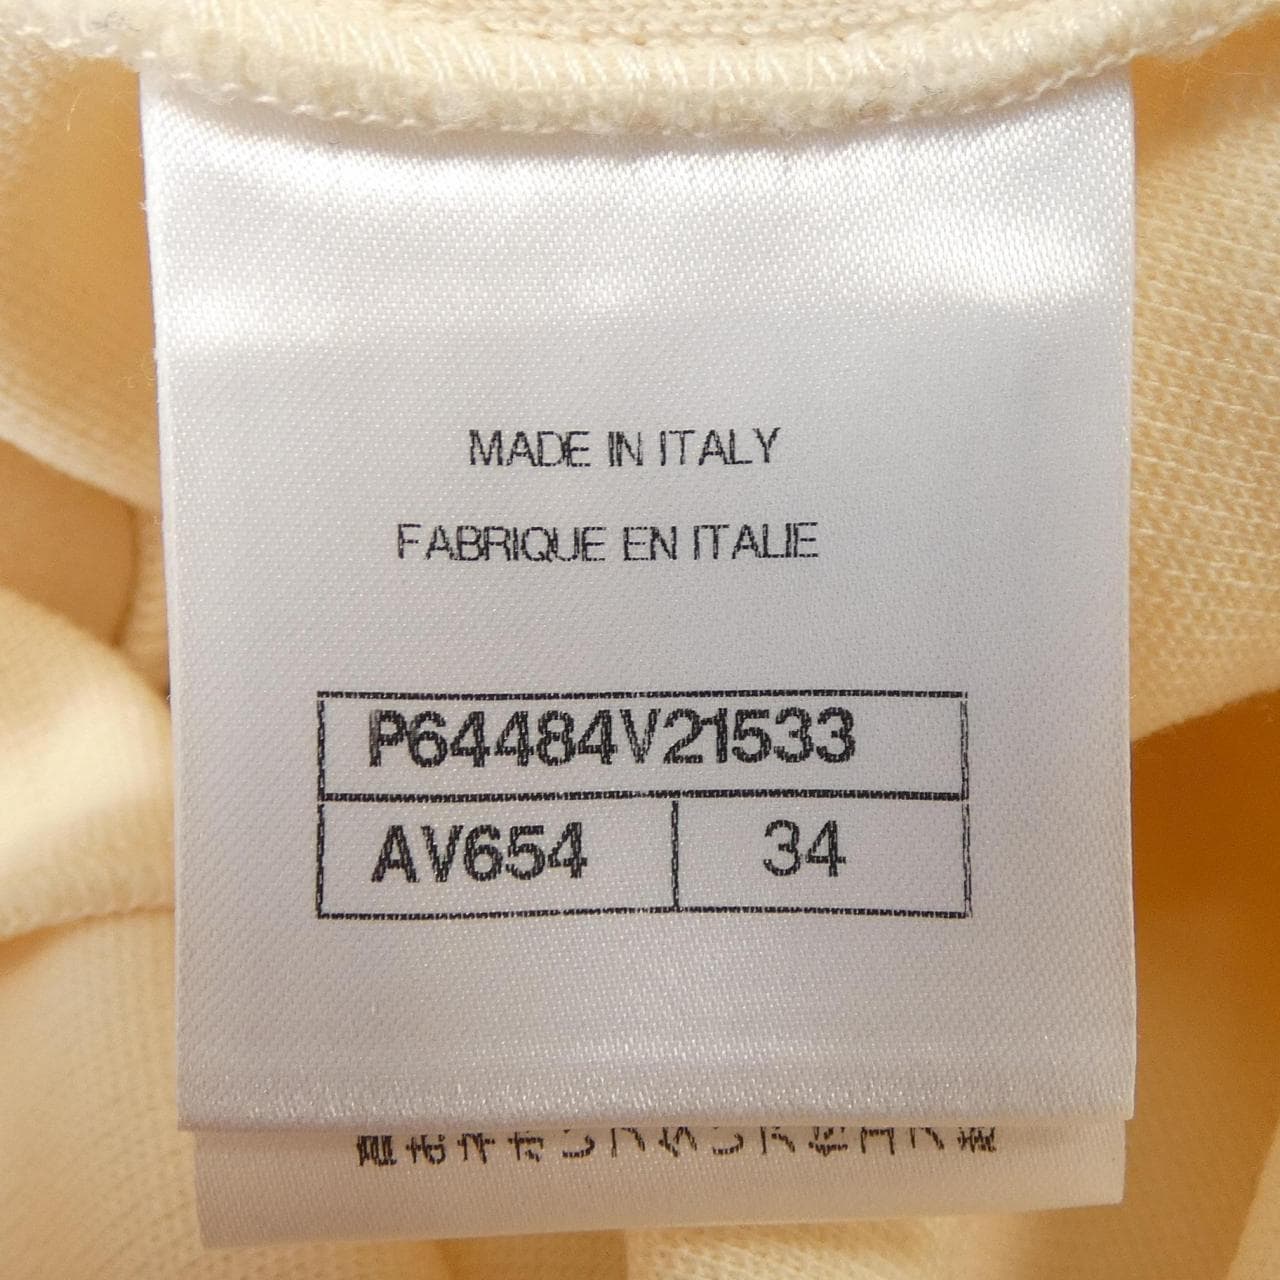 MADE IN ITALY
FABRIQUE EN ITALIE
P64484V21533
AV654 34